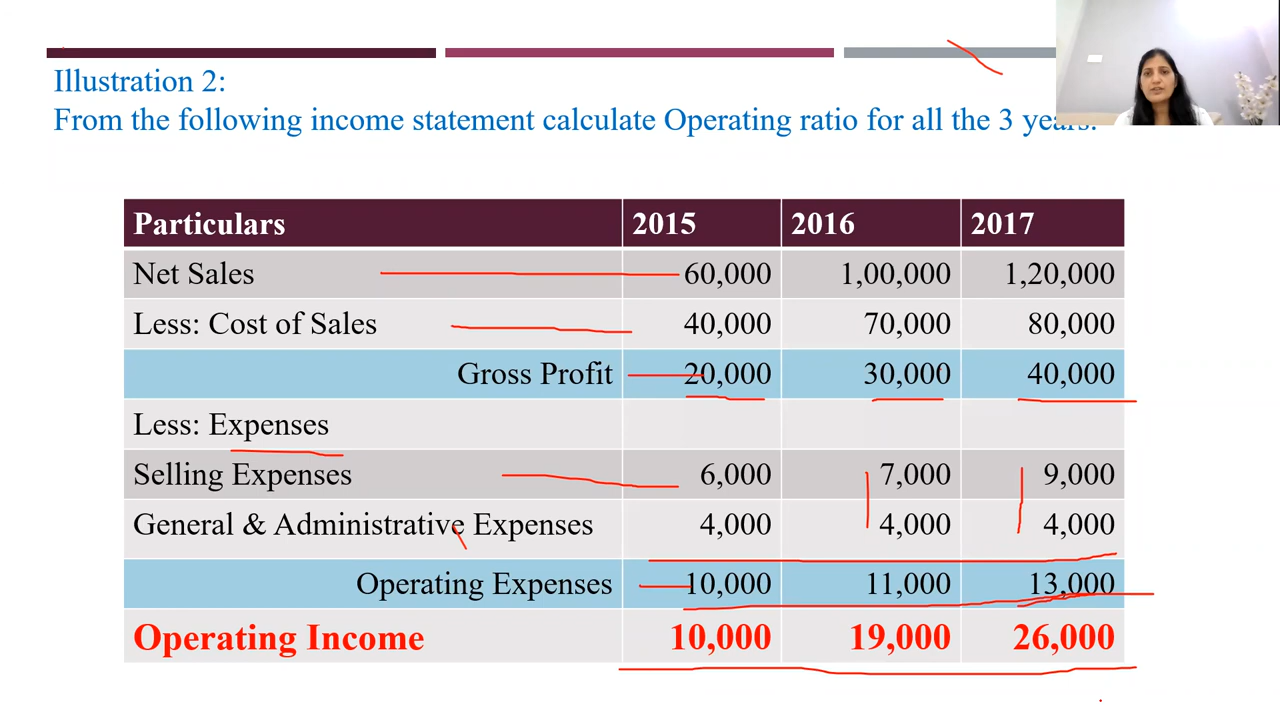 Illustration 2:
From the following income statement calculate Operating ratio for all the 3 years.
Particulars 2015 2016 2017
Net Sales 60,000 1,00,000 1,20,000
Less: Cost of Sales 40,000 70,000 80,000
Gross Profit 20,000 30,000 40,000
Less: Expenses
Selling Expenses 6,000 7,000 9,000
General & Administrative Expenses 4,000 4,000 4,000
Operating Expenses 10,000 11,000 13,000
Operating Income 10,000 19,000 26,000